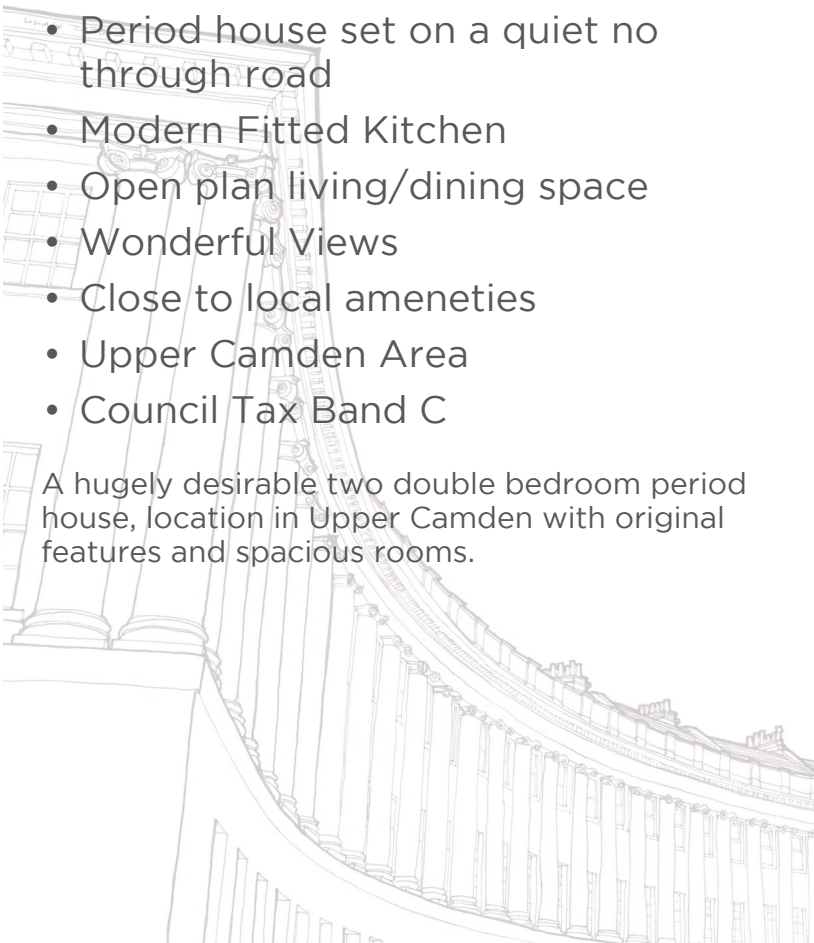 • Period house set on a quiet no
through road
• Modern Fitted Kitchen
• Open plan living/dining space
• Wonderful Views
• Close to local ameneties
• Upper Camden Area
• Council Tax Band C
A hugely desirable two double bedroom period
house, location in Upper Camden with original
features and spacious rooms.